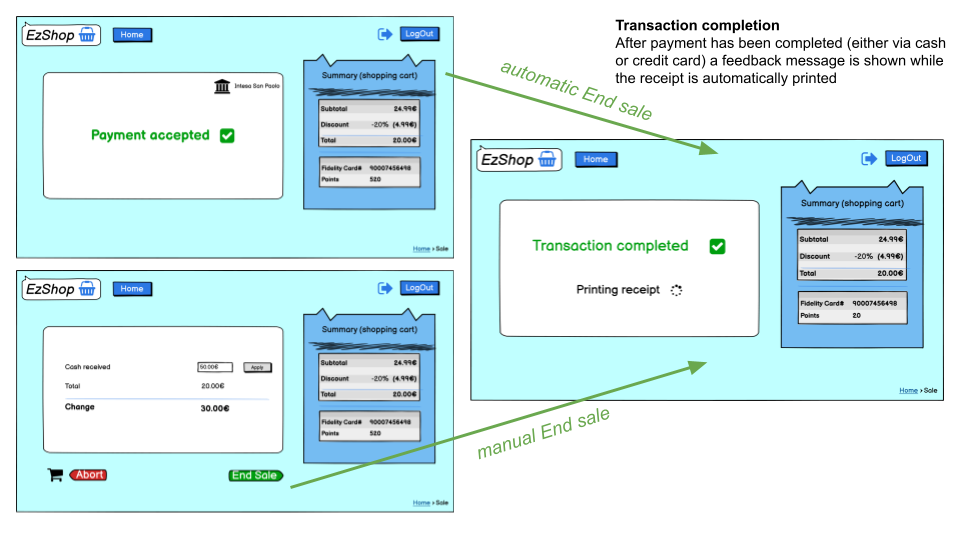 EzShop
Home
LogOut
Intesa San Paolo
Payment accepted
Summary (shopping cart)
Subtotal 24.99€
Discount -20% (4.99€)
Total 20.00€
Fidelity Card# 90007456498
Points 520
Home > Sale
EzShop
Home
LogOut
Cash received 50.00€ Apply
Total 20.00€
Change 30.00€
Summary (shopping cart)
Subtotal 24.99€
Discount -20% (4.99€)
Total 20.00€
Fidelity Card# 90007456498
Points 520
Abort
End Sale
Home > Sale
automatic End sale
manual End sale
Transaction completion
After payment has been completed (either via cash
or credit card) a feedback message is shown while
the receipt is automatically printed
EzShop
Home
LogOut
Transaction completed
Printing receipt
Summary (shopping cart)
Subtotal 24.99€
Discount -20% (4.99€)
Total 20.00€
Fidelity Card# 90007456498
Points 20
Home > Sale